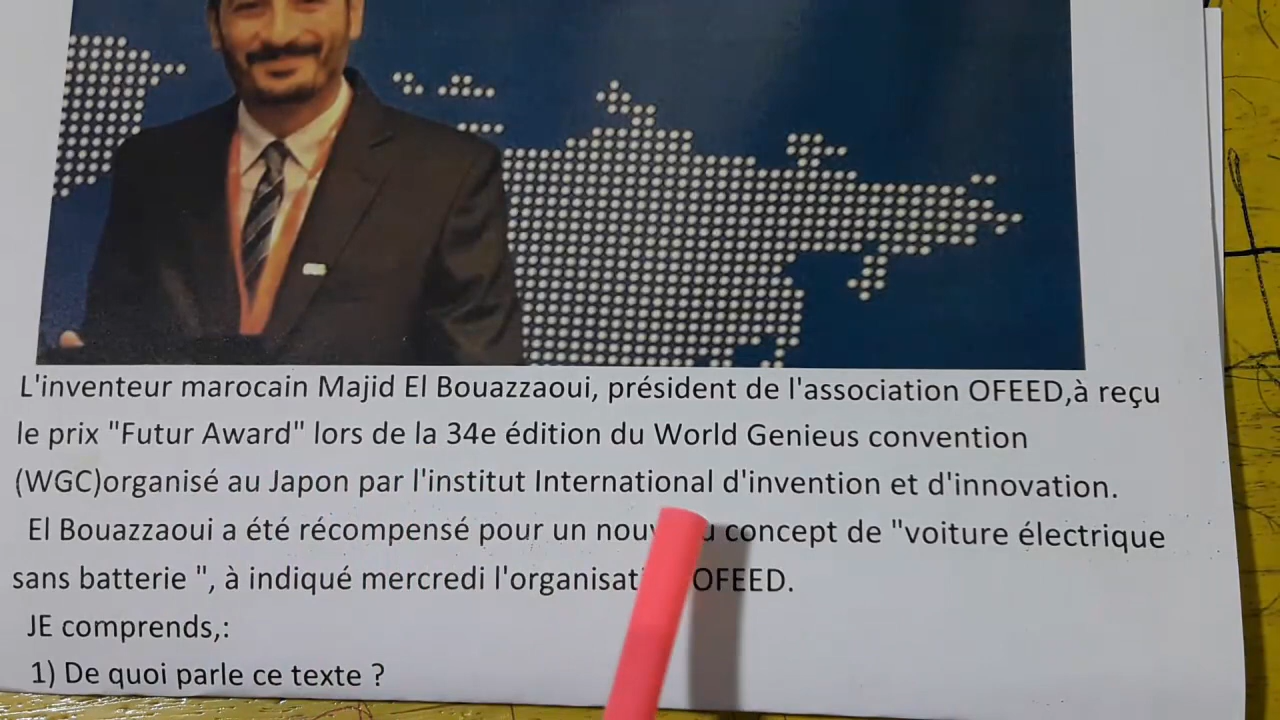 L'inventeur marocain Majid El Bouazzaoui, président de l'association OFEED,à reçu
le prix "Futur Award" lors de la 34e édition du World Genieus convention
(WGC)organisé au Japon par l'institut International d'invention et d'innovation.
El Bouazzaoui a été récompensé pour un concept de "voiture électrique
sans batterie ", à indiqué mercredi OFEED.
JE comprends,:
1) De quoi parle ce texte ?